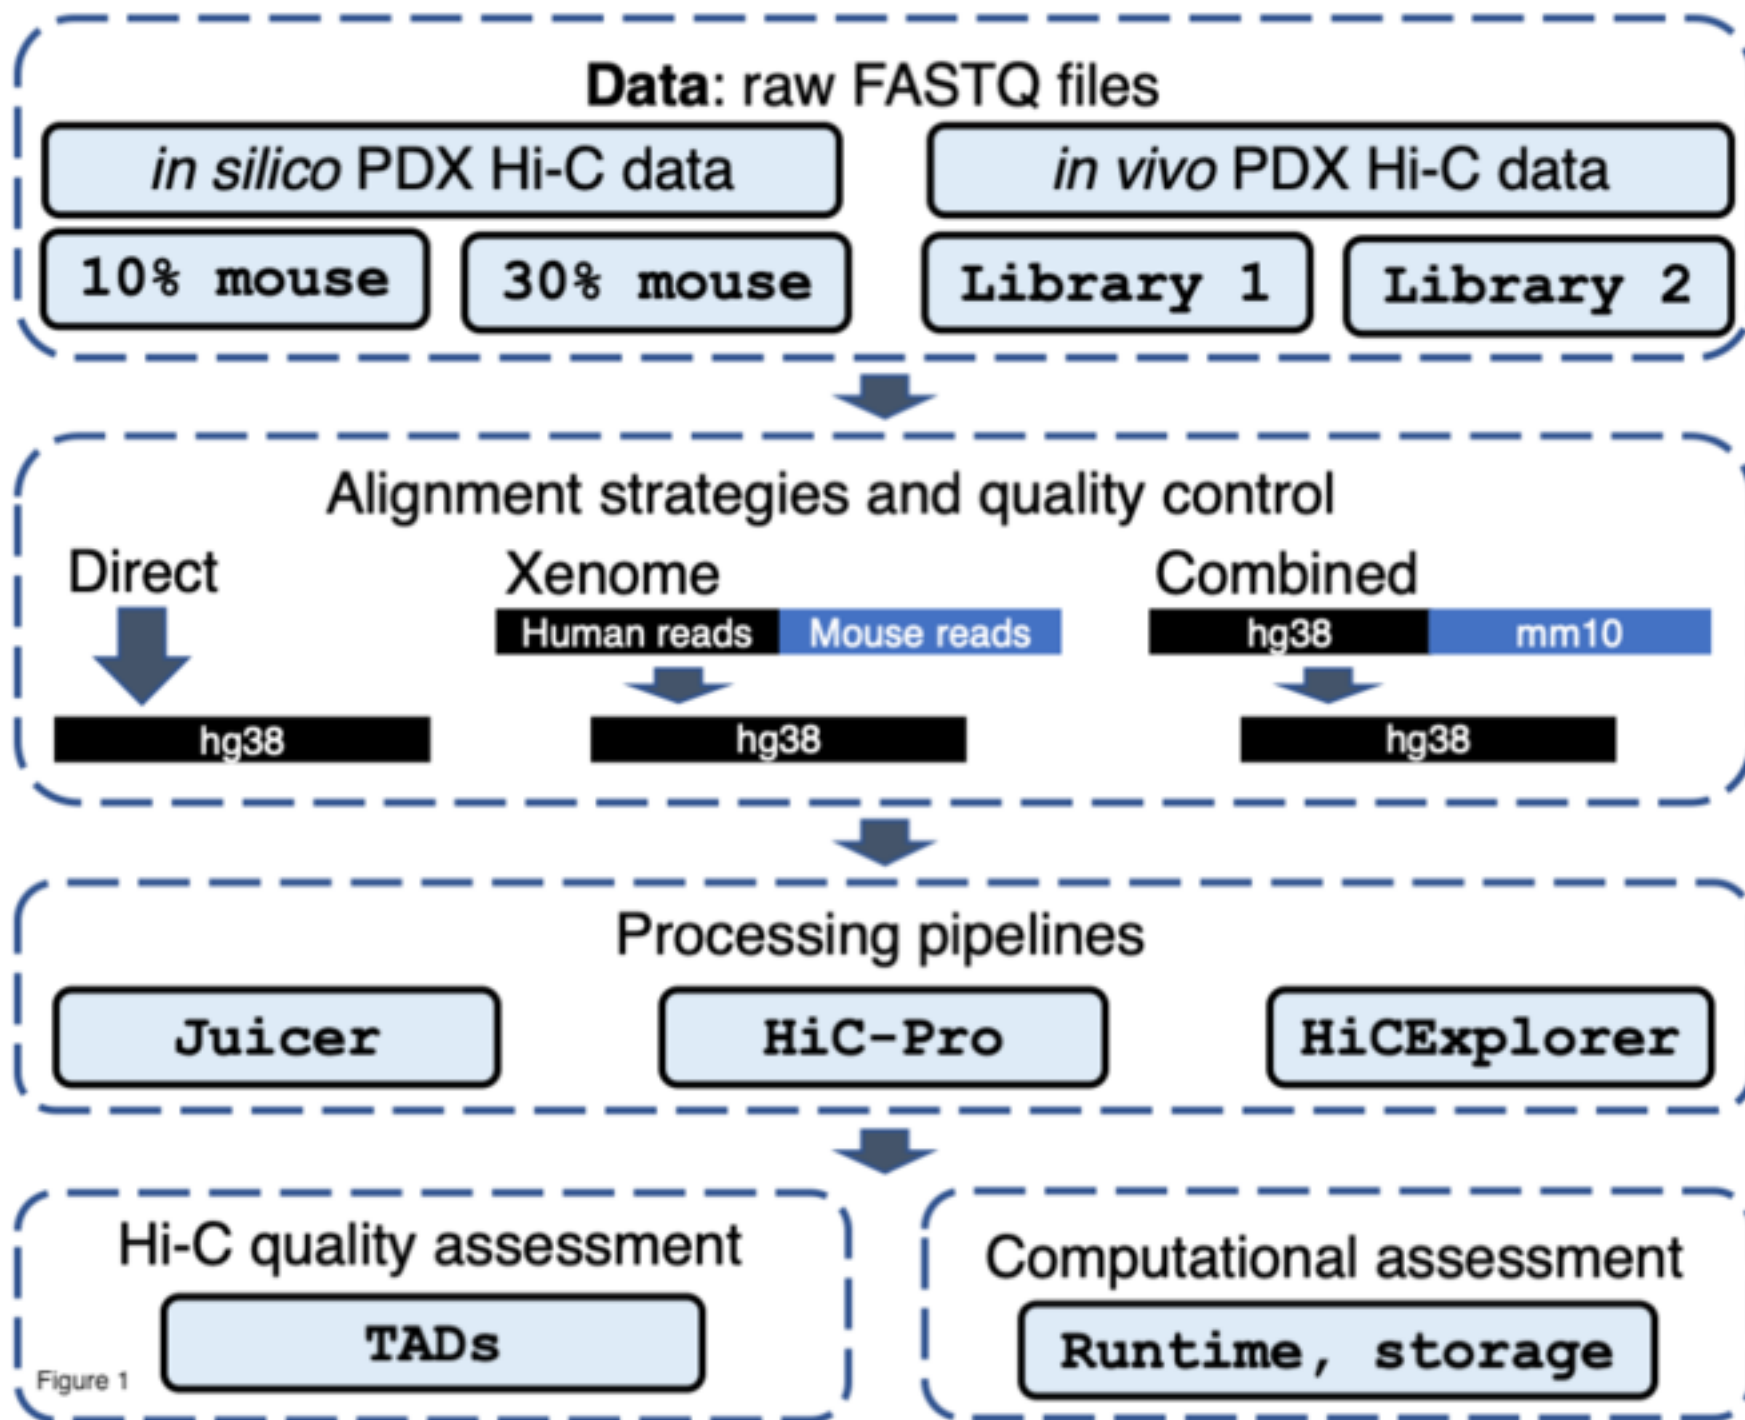 Data: raw FASTQ files
in silico PDX Hi-C data
in vivo PDX Hi-C data
10% mouse
30% mouse
Library 1
Library 2
Alignment strategies and quality control
Direct
Xenome
Combined
Human reads
Mouse reads
hg38
mm10
hg38
hg38
hg38
Processing pipelines
Juicer
HiC-Pro
HiCExplorer
Hi-C quality assessment
Computational assessment
TADs
Runtime, storage
Figure 1